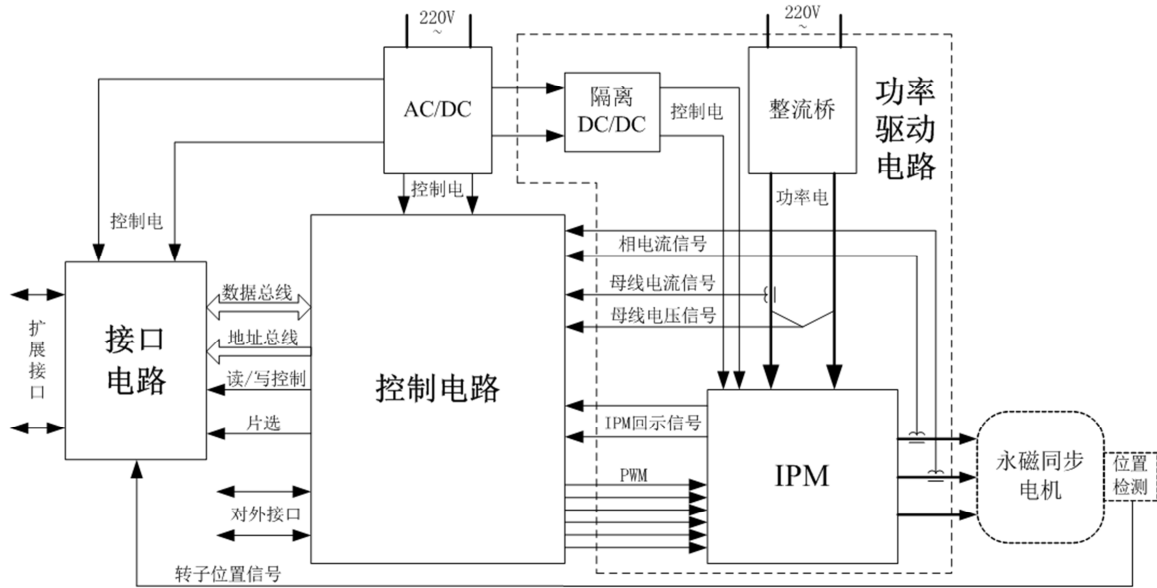 220V
~
220V
~
AC/DC
隔离
DC/DC
控制电
整流桥
功率
驱动
电路
控制电
功率电
控制电
相电流信号
母线电流信号
母线电压信号
数据总线
地址总线
读/写控制
片选
扩展接口
接口
电路
控制电路
IPM回示信号
PWM
IPM
永磁同步
电机
位置
检测
对外接口
转子位置信号